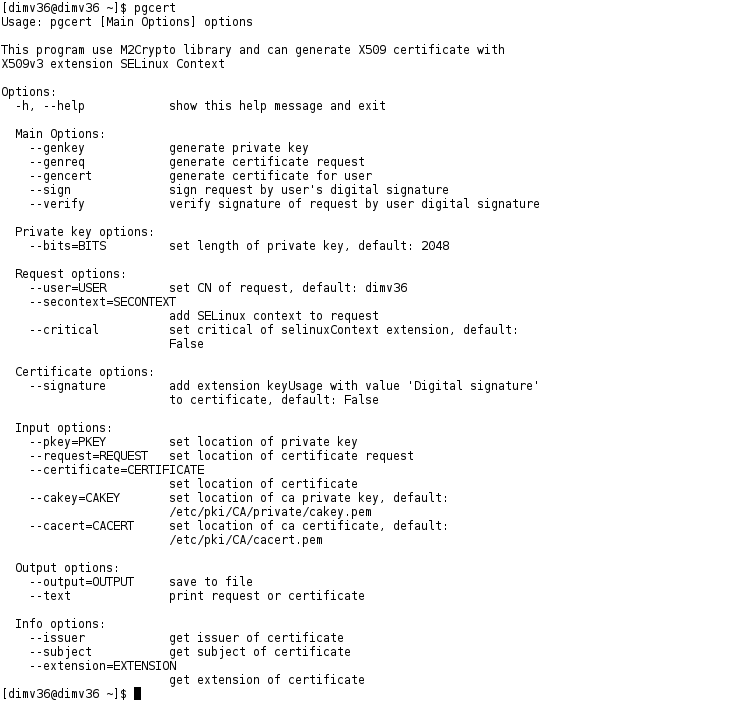 [dimv36@dimv36 ~]$ pgcert
Usage: pgcert [Main Options] options

This program use M2Crypto library and can generate X509 certificate with
X509v3 extension SELinux Context

Options:
  -h, --help            show this help message and exit

  Main Options:
    --genkey            generate private key
    --genreq            generate certificate request
    --gencert           generate certificate for user
    --sign              sign request by user's digital signature
    --verify            verify signature of request by user digital signature

  Private key options:
    --bits=BITS         set length of private key, default: 2048

  Request options:
    --user=USER         set CN of request, default: dimv36
    --secontext=SECONTEXT
                        add SELinux context to request
    --critical          set critical of selinuxContext extension, default:
                        False

  Certificate options:
    --signature         add extension keyUsage with value 'Digital signature'
                        to certificate, default: False

  Input options:
    --pkey=PKEY         set location of private key
    --request=REQUEST   set location of certificate request
    --certificate=CERTIFICATE
                        set location of certificate
    --cakey=CAKEY       set location of ca private key, default:
                        /etc/pki/CA/private/cakey.pem
    --cacert=CACERT     set location of ca certificate, default:
                        /etc/pki/CA/cacert.pem

  Output options:
    --output=OUTPUT     save to file
    --text              print request or certificate

  Info options:
    --issuer            get issuer of certificate
    --subject           get subject of certificate
    --extension=EXTENSION
                        get extension of certificate
[dimv36@dimv36 ~]$